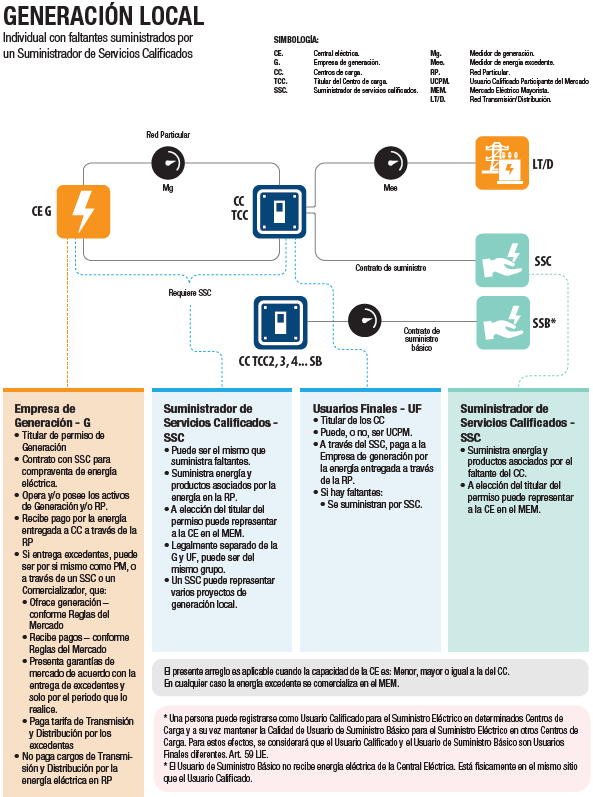 GENERACIÓN LOCAL
Individual con faltantes suministrados por
un Suministrador de Servicios Calificados
SIMBOLOGÍA:
CE. Central eléctrica.
G. Empresa de generación.
CC. Centros de carga.
TCC. Titular del Centro de carga.
SSC. Suministrador de servicios calificados.
Mg. Medidor de generación.
Mee. Medidor de energía excedente.
RP. Red Particular.
UCPM. Usuario Calificado Participante del Mercado
MEM. Mercado Eléctrico Mayorista.
LT/D. Red Transmisión/Distribución.
Red Particular
Mg
Mee
LT/D
CE G
CC
TCC
Contrato de suministro
SSC
Requiere SSC
Contrato de
suministro
básico
SSB*
CC TCC2, 3, 4... SB
Empresa de
Generación - G
• Titular de permiso de
Generación
• Contrato con SSC para
compraventa de energía
eléctrica.
• Opera y/o posee los activos
de Generación y/o RP.
• Recibe pago por la energía
entregada a CC a través de la
RP
• Si entrega excedentes, puede
ser por si mismo como PM, o
a través de un SSC o un
Comercializador, que:
• Ofrece generación –
conforme Reglas del
Mercado
• Recibe pagos – conforme
Reglas del Mercado
• Presenta garantías de
mercado de acuerdo con la
entrega de excedentes y
solo por el periodo que lo
realice.
• Paga tarifa de Transmisión
y Distribución por los
excedentes
• No paga cargos de Transmi-
sión y Distribución por la
energía eléctrica en RP
Suministrador de
Servicios Calificados -
SSC
• Puede ser el mismo que
suministra faltantes.
• Suministra energía y
productos asociados por la
energía en la RP.
• A elección del titular del
permiso puede representar
a la CE en el MEM.
• Legalmente separado de la
G y UF, puede ser del
mismo grupo.
• Un SSC puede representar
varios proyectos de
generación local.
Usuarios Finales - UF
• Titular de los CC
• Puede, o no, ser UCPM.
• A través del SSC, paga a la
Empresa de generación por
la energía entregada a través
de la RP.
• Si hay faltantes:
• Se suministran por SSC.
Suministrador de
Servicios Calificados -
SSC
• Suministra energía y
productos asociados por el
faltante del CC.
• A elección del titular del
permiso puede representar
a la CE en el MEM.
El presente arreglo es aplicable cuando la capacidad de la CE es: Menor, mayor o igual a la del CC.
En cualquier caso la energía excedente se comercializa en el MEM.
* Una persona puede registrarse como Usuario Calificado para el Suministro Eléctrico en determinados Centros de
Carga y a su vez mantener la Calidad de Usuario de Suministro Básico para el Suministro Eléctrico en otros Centros de
Carga. Para estos efectos, se considerará que el Usuario Calificado y el Usuario de Suministro Básico son Usuarios
Finales diferentes. Art. 59 LIE.
* El Usuario de Suministro Básico no recibe energía eléctrica de la Central Eléctrica. Está físicamente en el mismo sitio
que el Usuario Calificado.